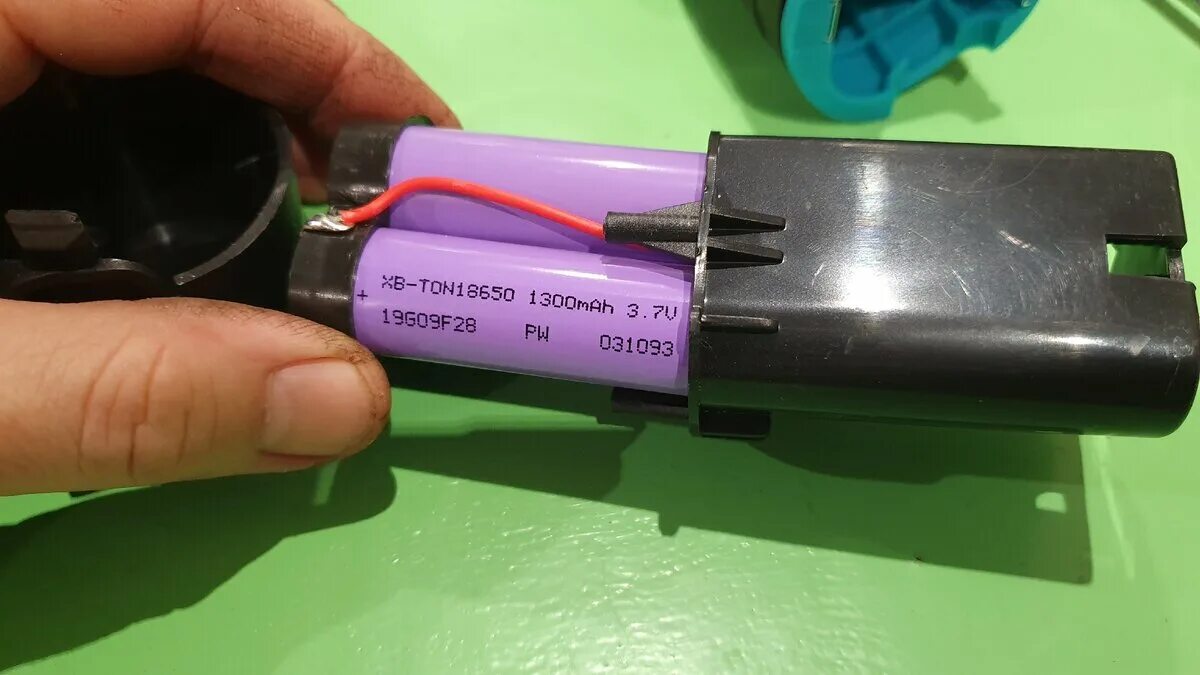 + XB-TON18650 1300mAh 3.7V
19G09F28 PW 031093